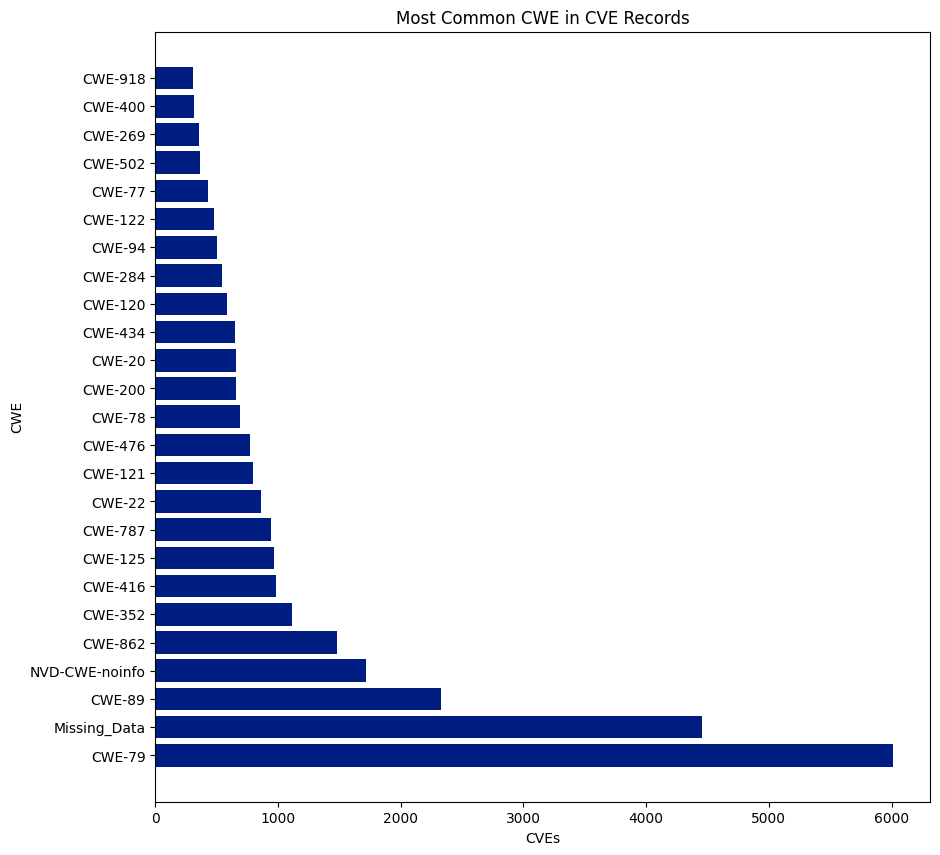 Most Common CWE in CVE Records
CWE-918
CWE-400
CWE-269
CWE-502
CWE-77
CWE-122
CWE-94
CWE-284
CWE-120
CWE-434
CWE-20
CWE-200
CWE-78
CWE-476
CWE-121
CWE-22
CWE-787
CWE-125
CWE-416
CWE-352
CWE-862
NVD-CWE-noinfo
CWE-89
Missing_Data
CWE-79
CWE
0 1000 2000 3000 4000 5000 6000
CVEs